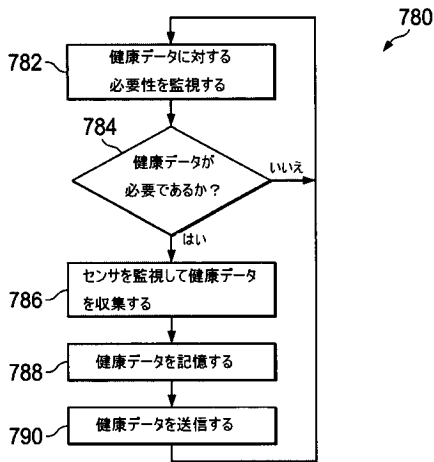 780
782
健康データに対する
必要性を監視する
784
健康データが
必要であるか?
いいえ
はい
786
センサを監視して健康データ
を収集する
788
健康データを記憶する
790
健康データを送信する